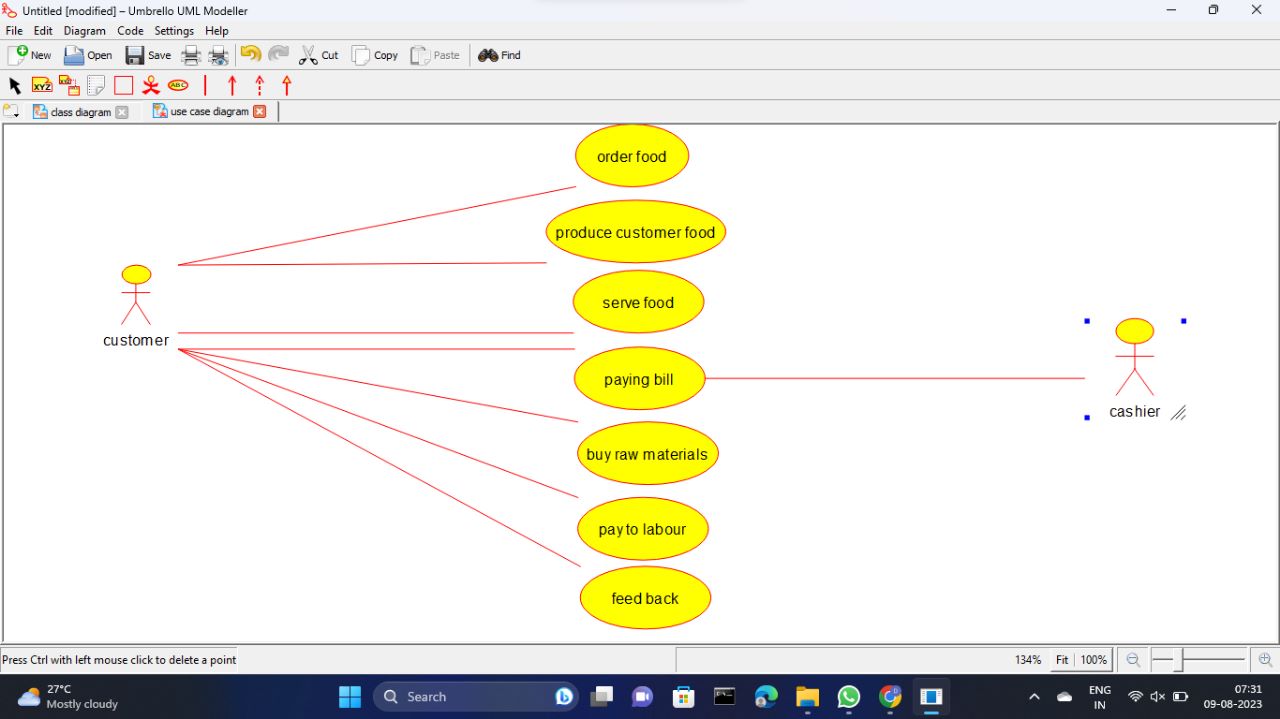 Untitled [modified] – Umbrello UML Modeller
File Edit Diagram Code Settings Help
New Open Save Cut Copy Paste Find
XYZ ABC
class diagram use case diagram
order food
produce customer food
serve food
customer
paying bill
cashier
buy raw materials
pay to labour
feed back
Press Ctrl with left mouse click to delete a point 134% Fit 100%
27°C
Mostly cloudy
Search
ENG
IN
07:31
09-08-2023